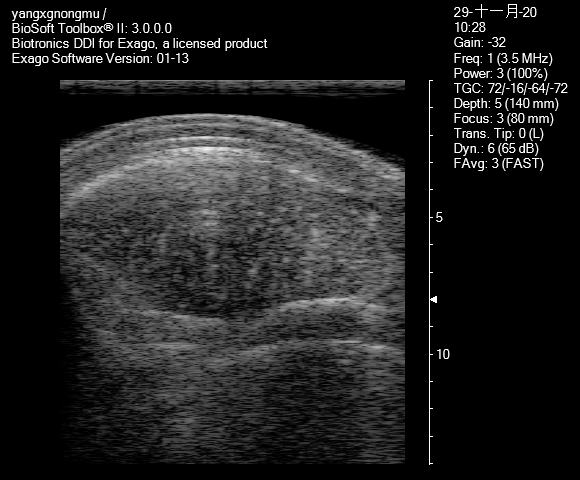 yangxgnongmu /
BioSoft Toolbox® II: 3.0.0.0
Biotronics DDI for Exago, a licensed product
Exago Software Version: 01-13
29-十一月-20
10:28
Gain: -32
Freq: 1 (3.5 MHz)
Power: 3 (100%)
TGC: 72/-16/-64/-72
Depth: 5 (140 mm)
Focus: 3 (80 mm)
Trans. Tip: 0 (L)
Dyn.: 6 (65 dB)
FAvg: 3 (FAST)
5
10